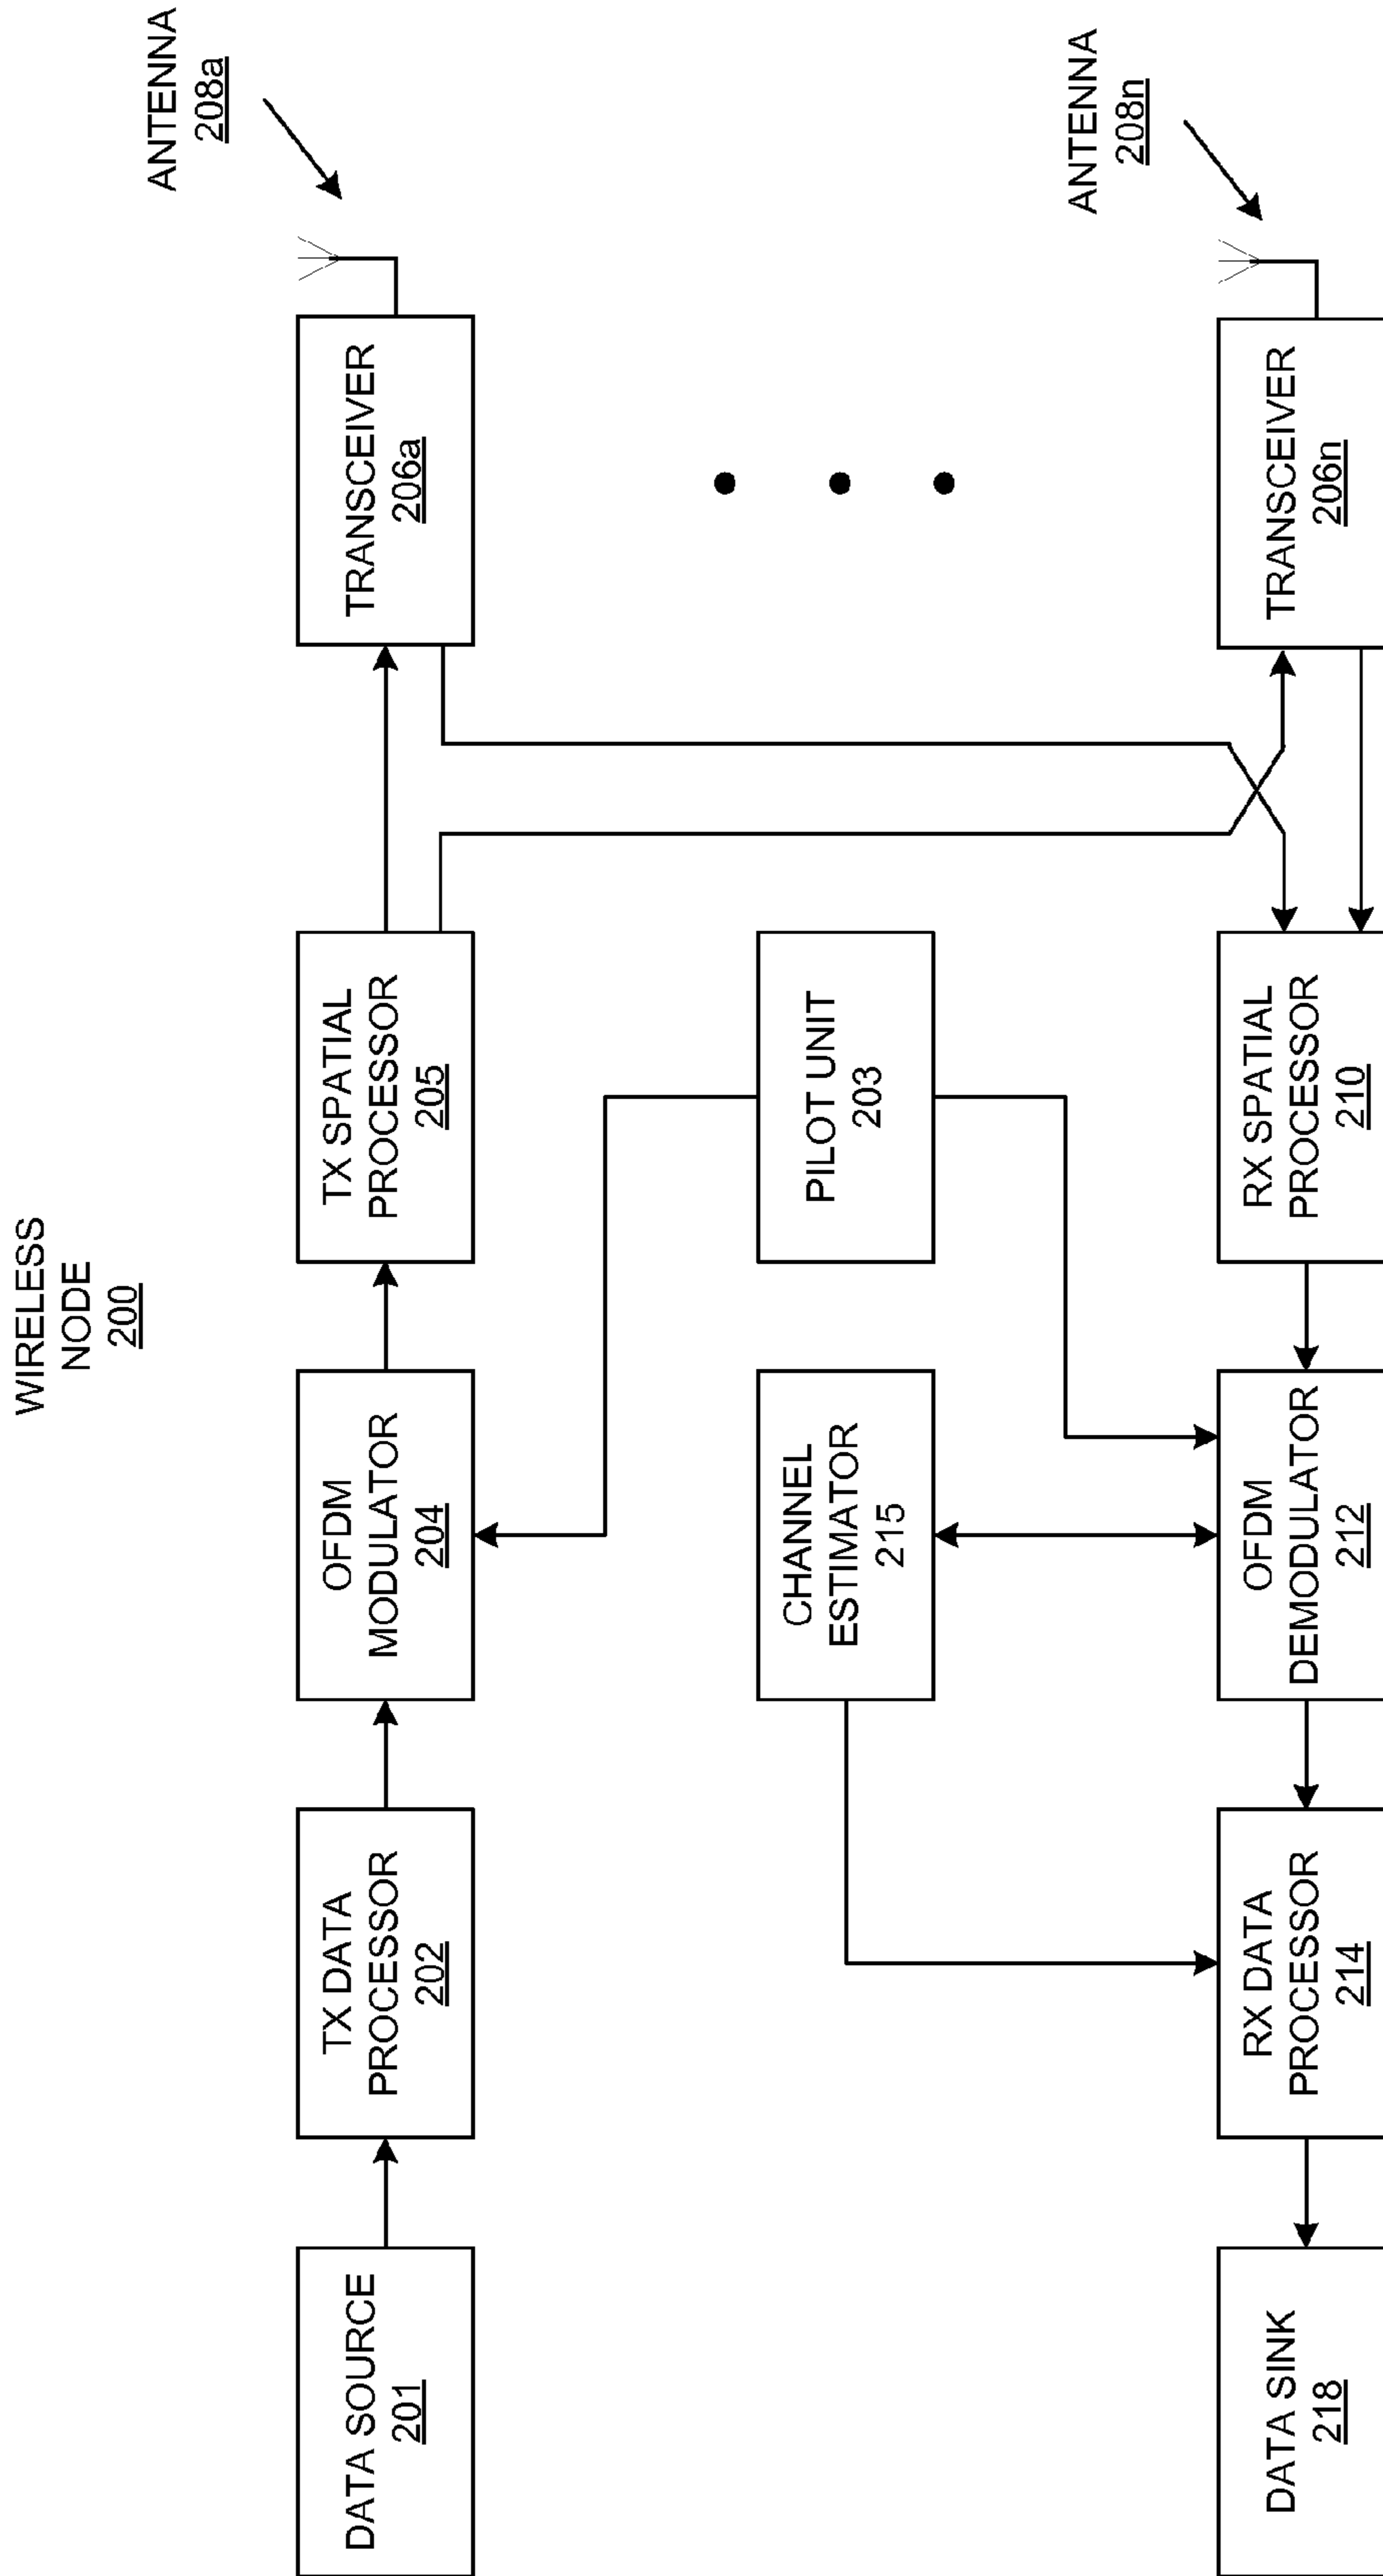 WIRELESS
NODE
200
DATA SOURCE
201
TX DATA
PROCESSOR
202
OFDM
MODULATOR
204
TX SPATIAL
PROCESSOR
205
TRANSCEIVER
206a
ANTENNA
208a
CHANNEL
ESTIMATOR
215
PILOT UNIT
203
DATA SINK
218
RX DATA
PROCESSOR
214
OFDM
DEMODULATOR
212
RX SPATIAL
PROCESSOR
210
TRANSCEIVER
206n
ANTENNA
208n